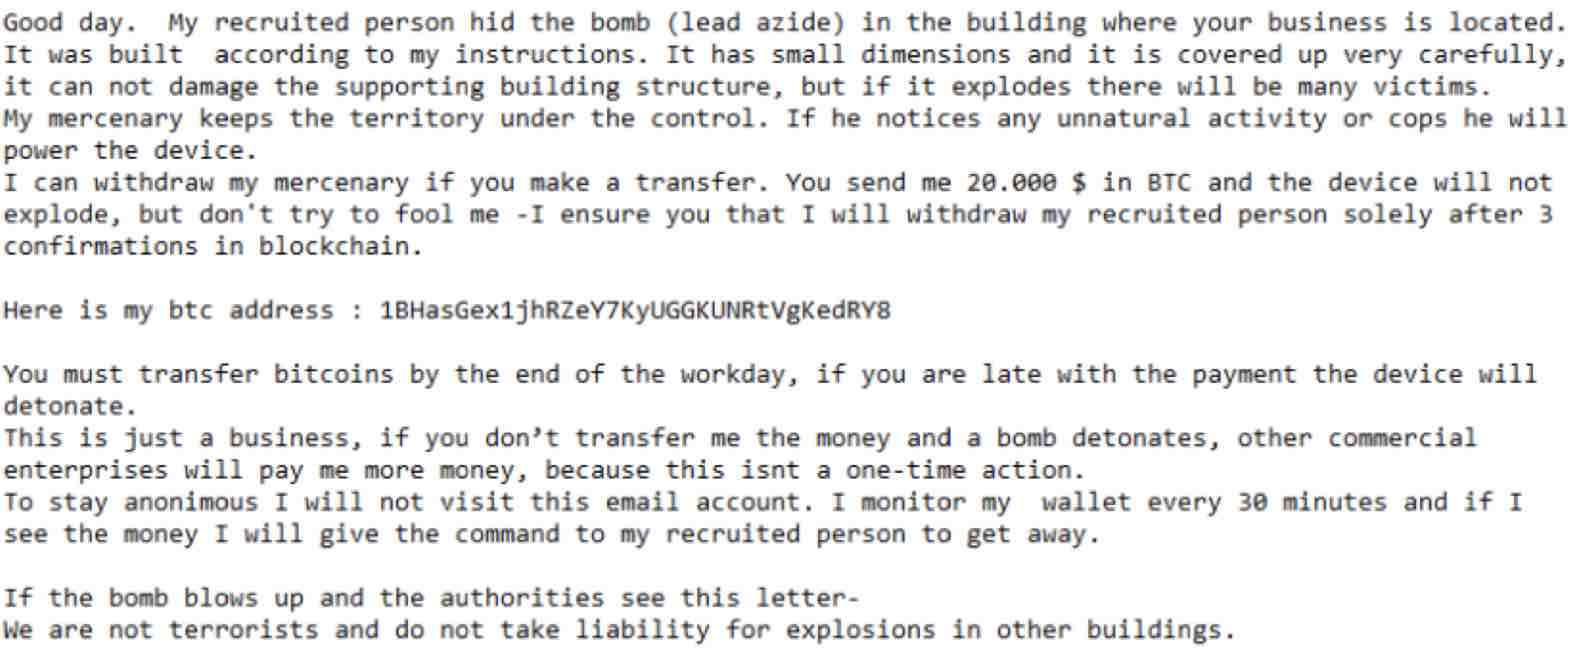 Good day.  My recruited person hid the bomb (lead azide) in the building where your business is located.
It was built  according to my instructions. It has small dimensions and it is covered up very carefully,
it can not damage the supporting building structure, but if it explodes there will be many victims.
My mercenary keeps the territory under the control. If he notices any unnatural activity or cops he will
power the device.
I can withdraw my mercenary if you make a transfer. You send me 20.000 $ in BTC and the device will not
explode, but don't try to fool me -I ensure you that I will withdraw my recruited person solely after 3
confirmations in blockchain.
Here is my btc address : 1BHasGex1jhRZeY7KyUGGKUNRtVgKedRY8
You must transfer bitcoins by the end of the workday, if you are late with the payment the device will
detonate.
This is just a business, if you don’t transfer me the money and a bomb detonates, other commercial
enterprises will pay me more money, because this isnt a one-time action.
To stay anonimous I will not visit this email account. I monitor my  wallet every 30 minutes and if I
see the money I will give the command to my recruited person to get away.
If the bomb blows up and the authorities see this letter-
We are not terrorists and do not take liability for explosions in other buildings.